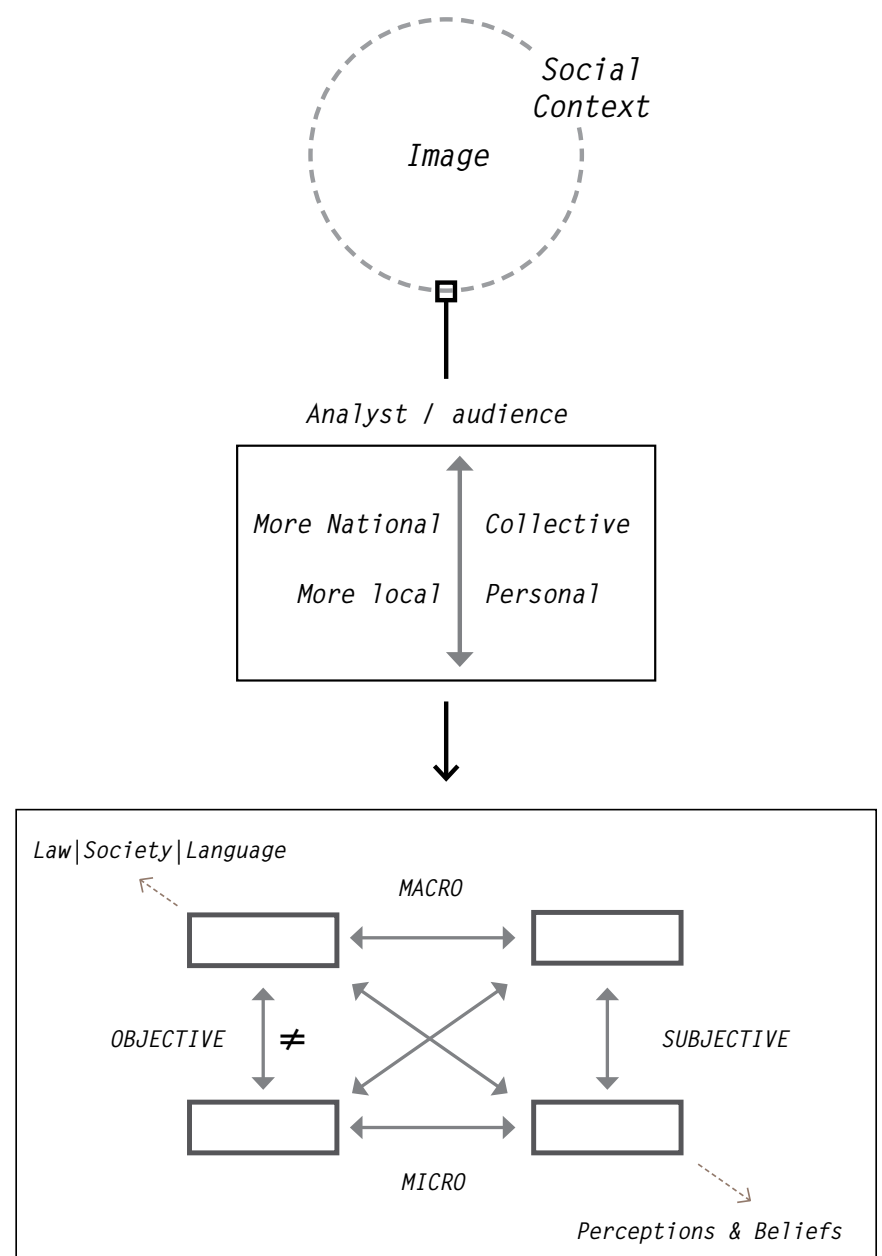 Social
Context
Image
Analyst / audience
More National Collective
More local Personal
Law|Society|Language
MACRO
OBJECTIVE ≠ SUBJECTIVE
MICRO
Perceptions & Beliefs